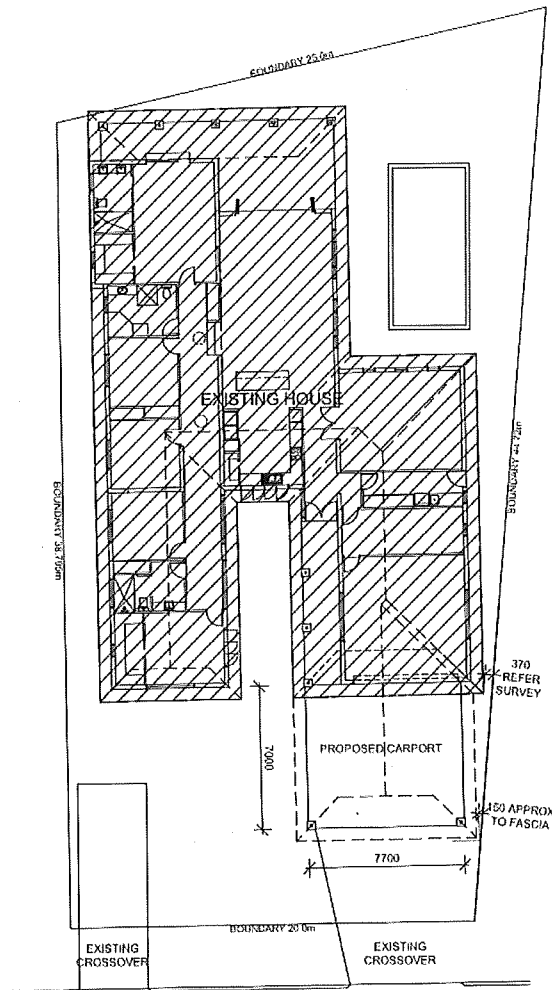 BOUNDARY 25.0m
EXISTING HOUSE
BOUNDARY 44.72m
BOUNDARY 38.705m
370
REFER
SURVEY
PROPOSED CARPORT
7000
150 APPROX
TO FASCIA
7700
BOUNDARY 20.0m
EXISTING
CROSSOVER
EXISTING
CROSSOVER